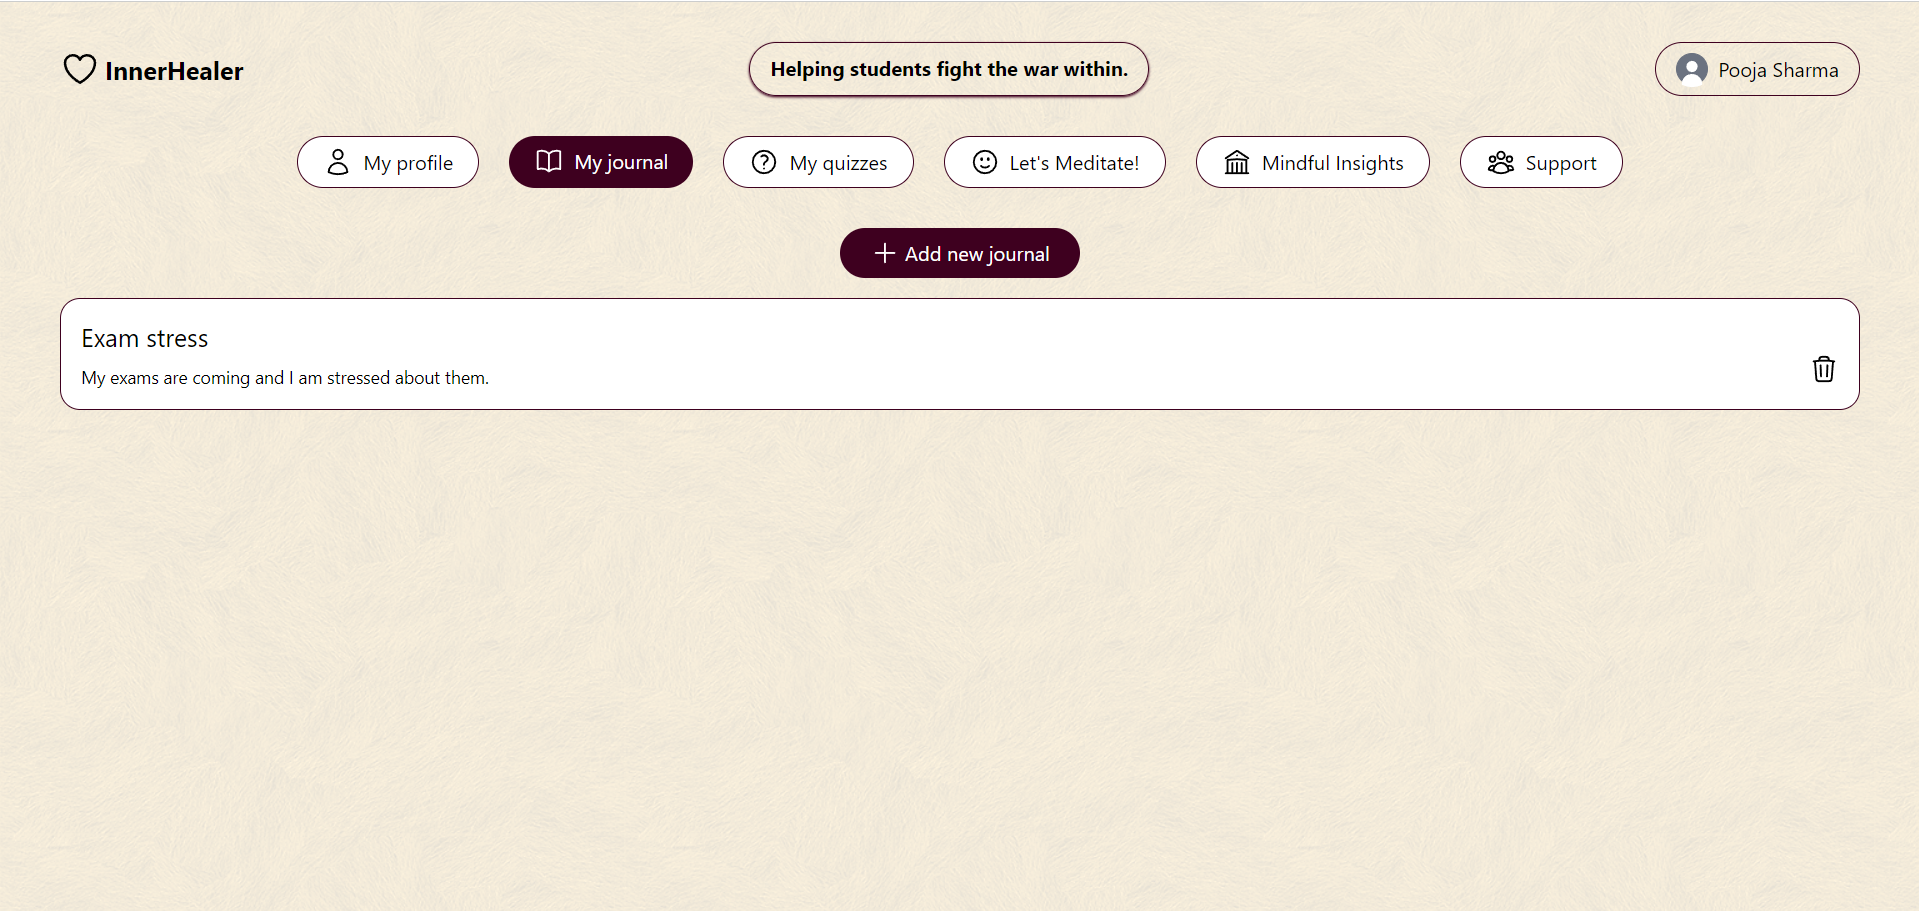 InnerHealer
Helping students fight the war within.
Pooja Sharma
My profile
My journal
My quizzes
Let's Meditate!
Mindful Insights
Support
Add new journal
Exam stress
My exams are coming and I am stressed about them.